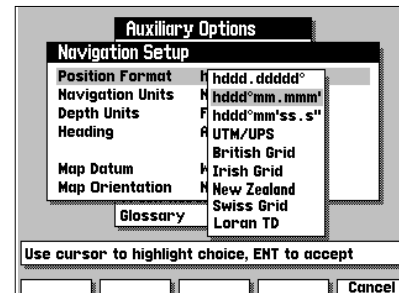 Auxiliary Options
Navigation Setup
Position Format h
Navigation Units N
Depth Units F
Heading A
Map Datum W
Map Orientation N
hddd.ddddd°
hddd°mm.mmm'
hddd°mm'ss.s"
UTM/UPS
British Grid
Irish Grid
New Zealand
Swiss Grid
Loran TD
Glossary
Use cursor to highlight choice, ENT to accept
Cancel